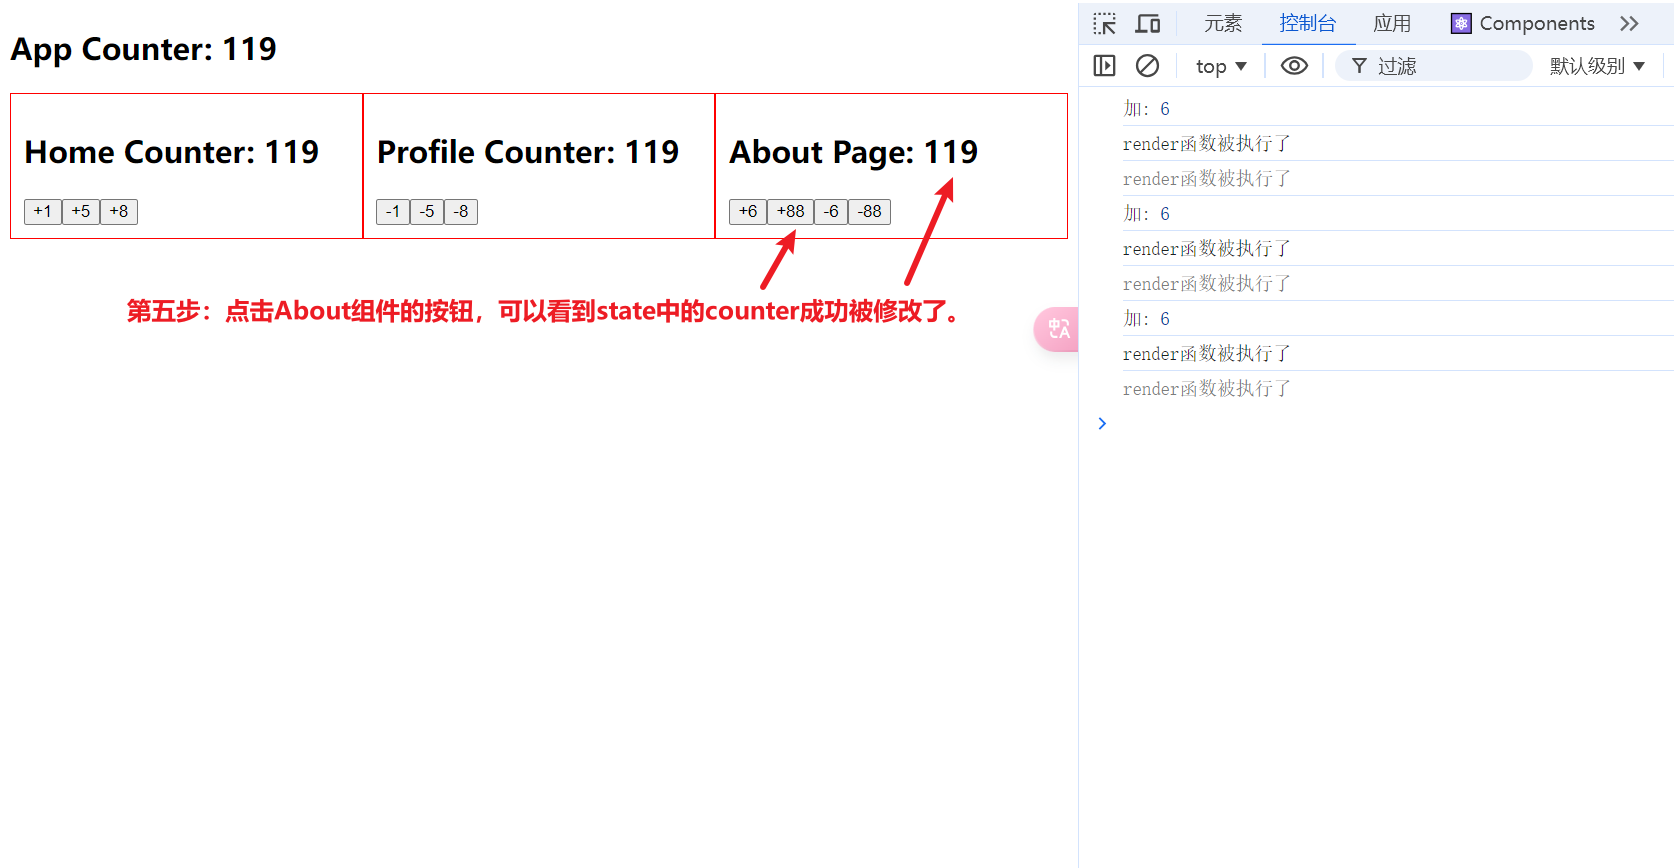 App Counter: 119
Home Counter: 119
+1 +5 +8
Profile Counter: 119
-1 -5 -8
About Page: 119
+6 +88 -6 -88
第五步：点击About组件的按钮，可以看到state中的counter成功被修改了。
中A
元素 控制台 应用 Components
top 过滤 默认级别
加: 6
render函数被执行了
render函数被执行了
加: 6
render函数被执行了
render函数被执行了
加: 6
render函数被执行了
render函数被执行了